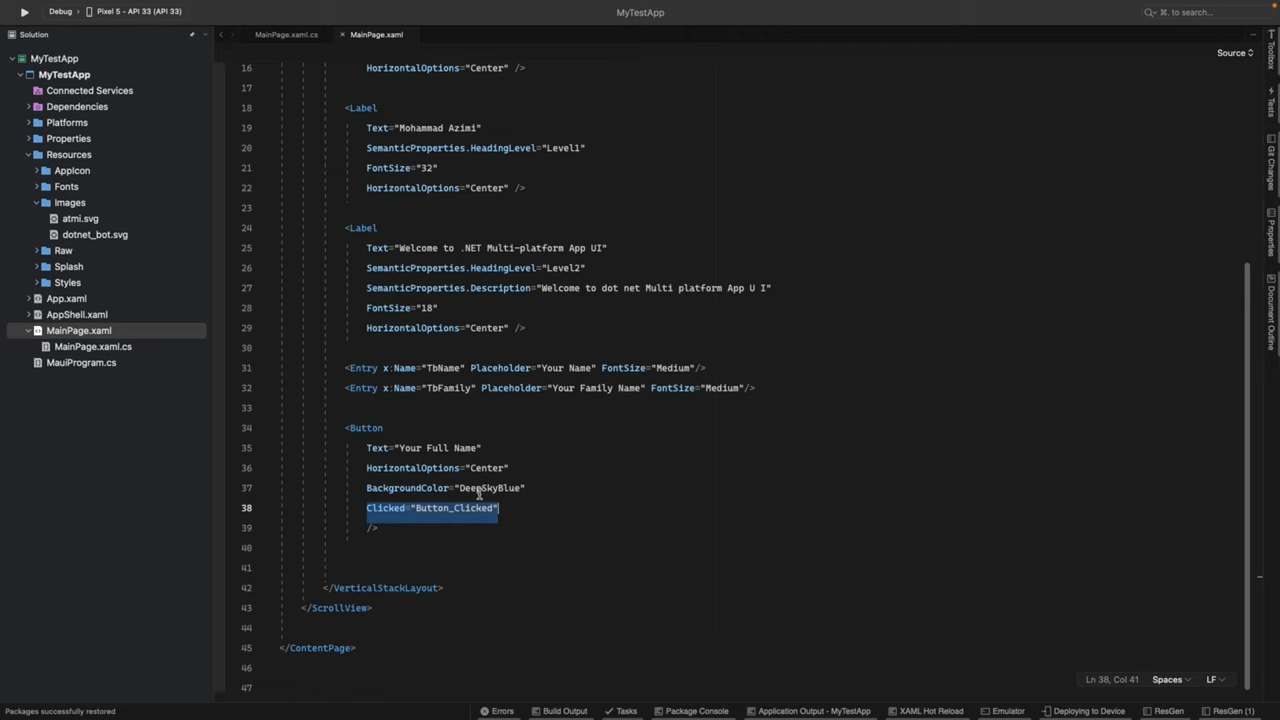 Debug
Pixel 5 - API 33 (API 33)
MyTestApp
⌘. to search...
Solution
MainPage.xaml.cs
MainPage.xaml
Source
MyTestApp
MyTestApp
Connected Services
Dependencies
Platforms
Properties
Resources
AppIcon
Fonts
Images
atmi.svg
dotnet_bot.svg
Raw
Splash
Styles
App.xaml
AppShell.xaml
MainPage.xaml
MainPage.xaml.cs
MauiProgram.cs
16 HorizontalOptions="Center" />
17
18 <Label
19 Text="Mohammad Azimi"
20 SemanticProperties.HeadingLevel="Level1"
21 FontSize="32"
22 HorizontalOptions="Center" />
23
24 <Label
25 Text="Welcome to .NET Multi-platform App UI"
26 SemanticProperties.HeadingLevel="Level2"
27 SemanticProperties.Description="Welcome to dot net Multi platform App U I"
28 FontSize="18"
29 HorizontalOptions="Center" />
30
31 <Entry x:Name="TbName" Placeholder="Your Name" FontSize="Medium"/>
32 <Entry x:Name="TbFamily" Placeholder="Your Family Name" FontSize="Medium"/>
33
34 <Button
35 Text="Your Full Name"
36 HorizontalOptions="Center"
37 BackgroundColor="DeepSkyBlue"
38 Clicked="Button_Clicked"
39 />
40
41
42 </VerticalStackLayout>
43 </ScrollView>
44
45 </ContentPage>
46
47
Toolbox
Tests
Git Changes
Properties
Document Outline
Ln 38, Col 41
Spaces
LF
Packages successfully restored
Errors
Build Output
Tasks
Package Console
Application Output - MyTestApp
XAML Hot Reload
Emulator
Deploying to Device
ResGen
ResGen (1)